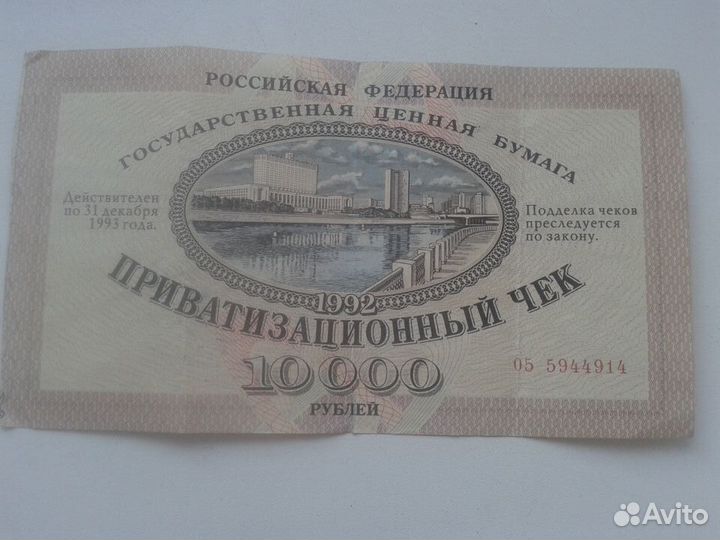 РОССИЙСКАЯ ФЕДЕРАЦИЯ
ГОСУДАРСТВЕННАЯ ЦЕННАЯ БУМАГА
Действителен
по 31 декабря
1993 года.
Подделка чеков
преследуется
по закону.
1992
ПРИВАТИЗАЦИОННЫЙ ЧЕК
10000
РУБЛЕЙ
05 5944914
Avito